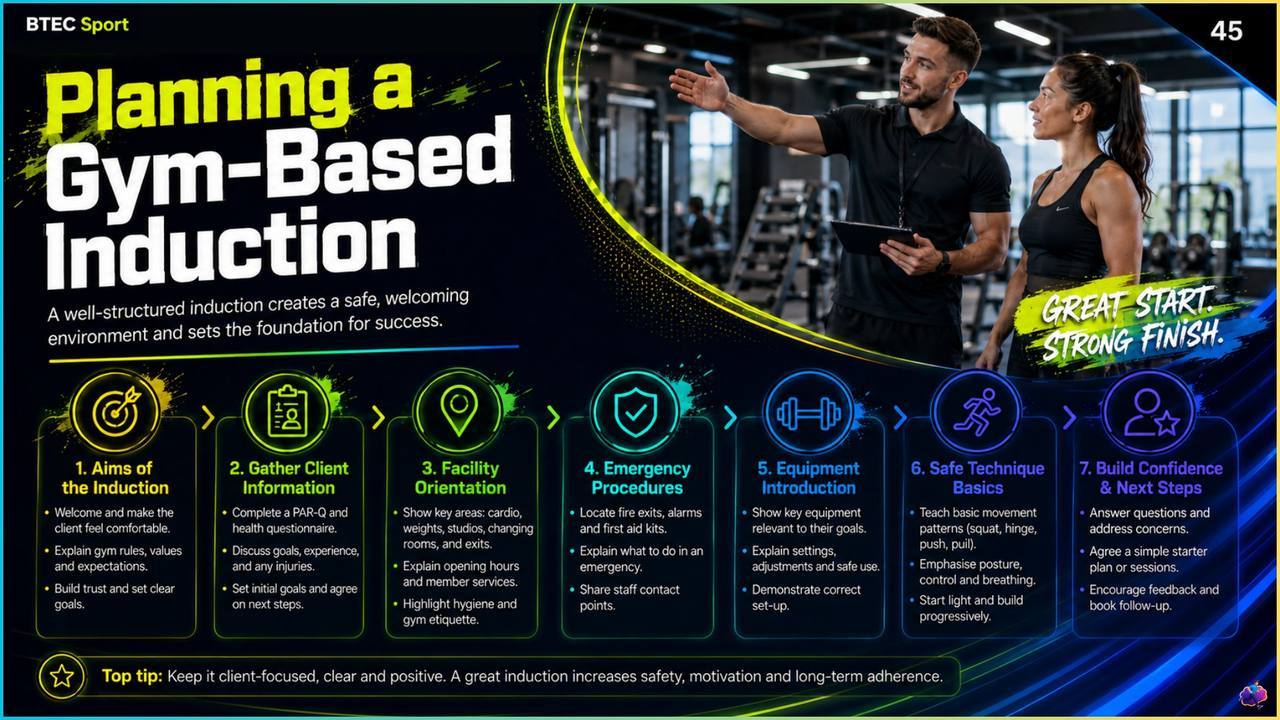 BTEC Sport
45
Planning a
Gym-Based
Induction
A well-structured induction creates a safe, welcoming
environment and sets the foundation for success.
GREAT START.
STRONG FINISH.
1. Aims of
the Induction
• Welcome and make the
client feel comfortable.
• Explain gym rules, values
and expectations.
• Build trust and set clear
goals.
2. Gather Client
Information
• Complete a PAR-Q and
health questionnaire.
• Discuss goals, experience,
and any injuries.
• Set initial goals and agree
on next steps.
3. Facility
Orientation
• Show key areas: cardio,
weights, studios, changing
rooms, and exits.
• Explain opening hours
and member services.
• Highlight hygiene and
gym etiquette.
4. Emergency
Procedures
• Locate fire exits, alarms
and first aid kits.
• Explain what to do in an
emergency.
• Share staff contact
points.
5. Equipment
Introduction
• Show key equipment
relevant to their goals.
• Explain settings,
adjustments and safe use.
• Demonstrate correct
set-up.
6. Safe Technique
Basics
• Teach basic movement
patterns (squat, hinge,
push, pull).
• Emphasise posture,
control and breathing.
• Start light and build
progressively.
7. Build Confidence
& Next Steps
• Answer questions and
address concerns.
• Agree a simple starter
plan or sessions.
• Encourage feedback and
book follow-up.
Top tip: Keep it client-focused, clear and positive. A great induction increases safety, motivation and long-term adherence.